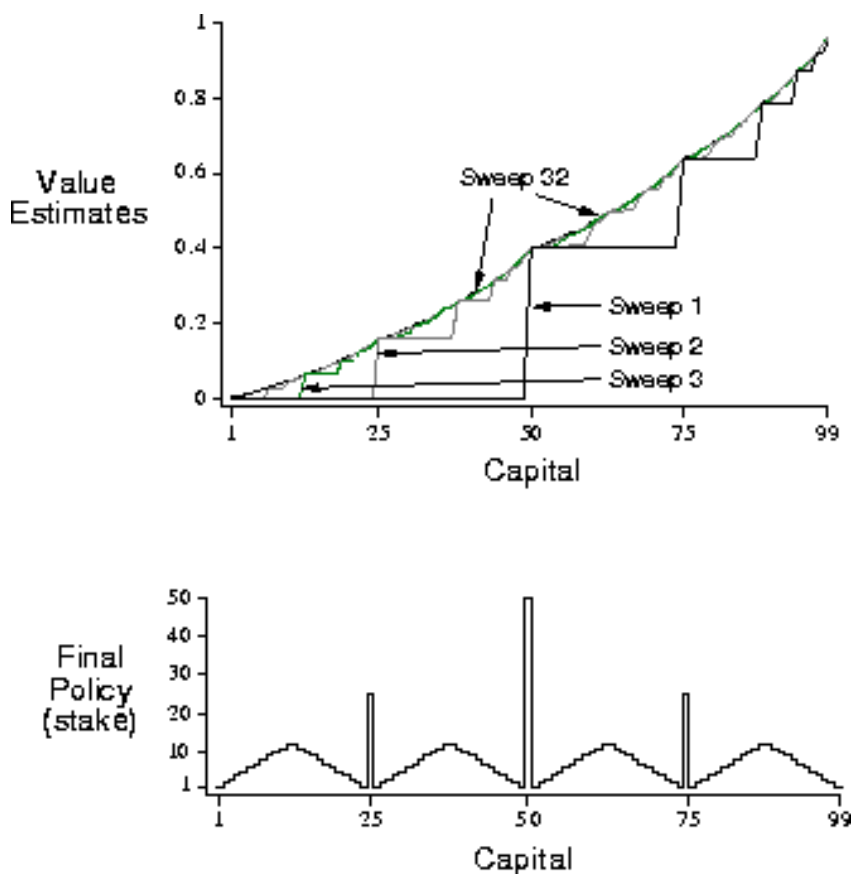 1
0.8
Value
Estimates
0.6
Sweep 32
0.4
Sweep 1
0.2
Sweep 2
Sweep 3
0
1 25 50 75 99
Capital
50
40
Final
Policy
(stake)
30
20
10
1
1 25 50 75 99
Capital